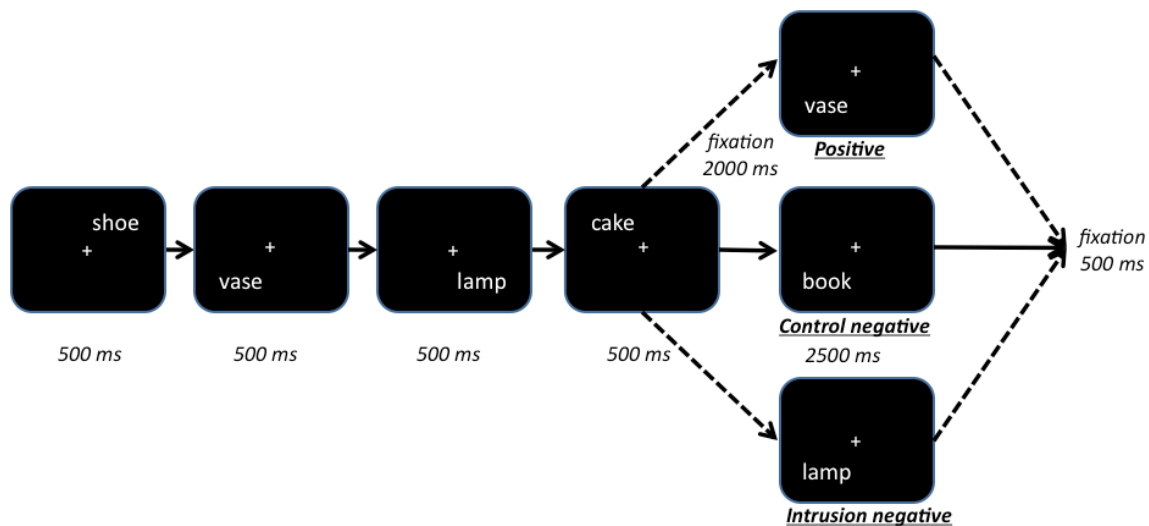 shoe
+
500 ms
+
vase
500 ms
+
lamp
500 ms
cake
+
500 ms
fixation
2000 ms
+
vase
Positive
+
book
Control negative
2500 ms
+
lamp
Intrusion negative
fixation
500 ms